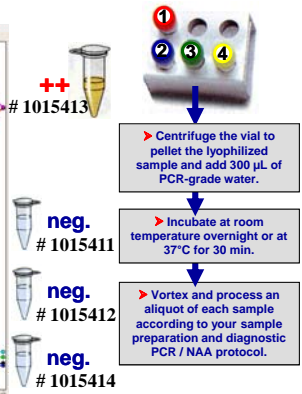 ++
# 1015413
neg.
# 1015411
neg.
# 1015412
neg.
# 1015414
1
2
3
4
Centrifuge the vial to
pellet the lyophilized
sample and add 300 µL of
PCR-grade water.
Incubate at room
temperature overnight or at
37°C for 30 min.
Vortex and process an
aliquot of each sample
according to your sample
preparation and diagnostic
PCR / NAA protocol.